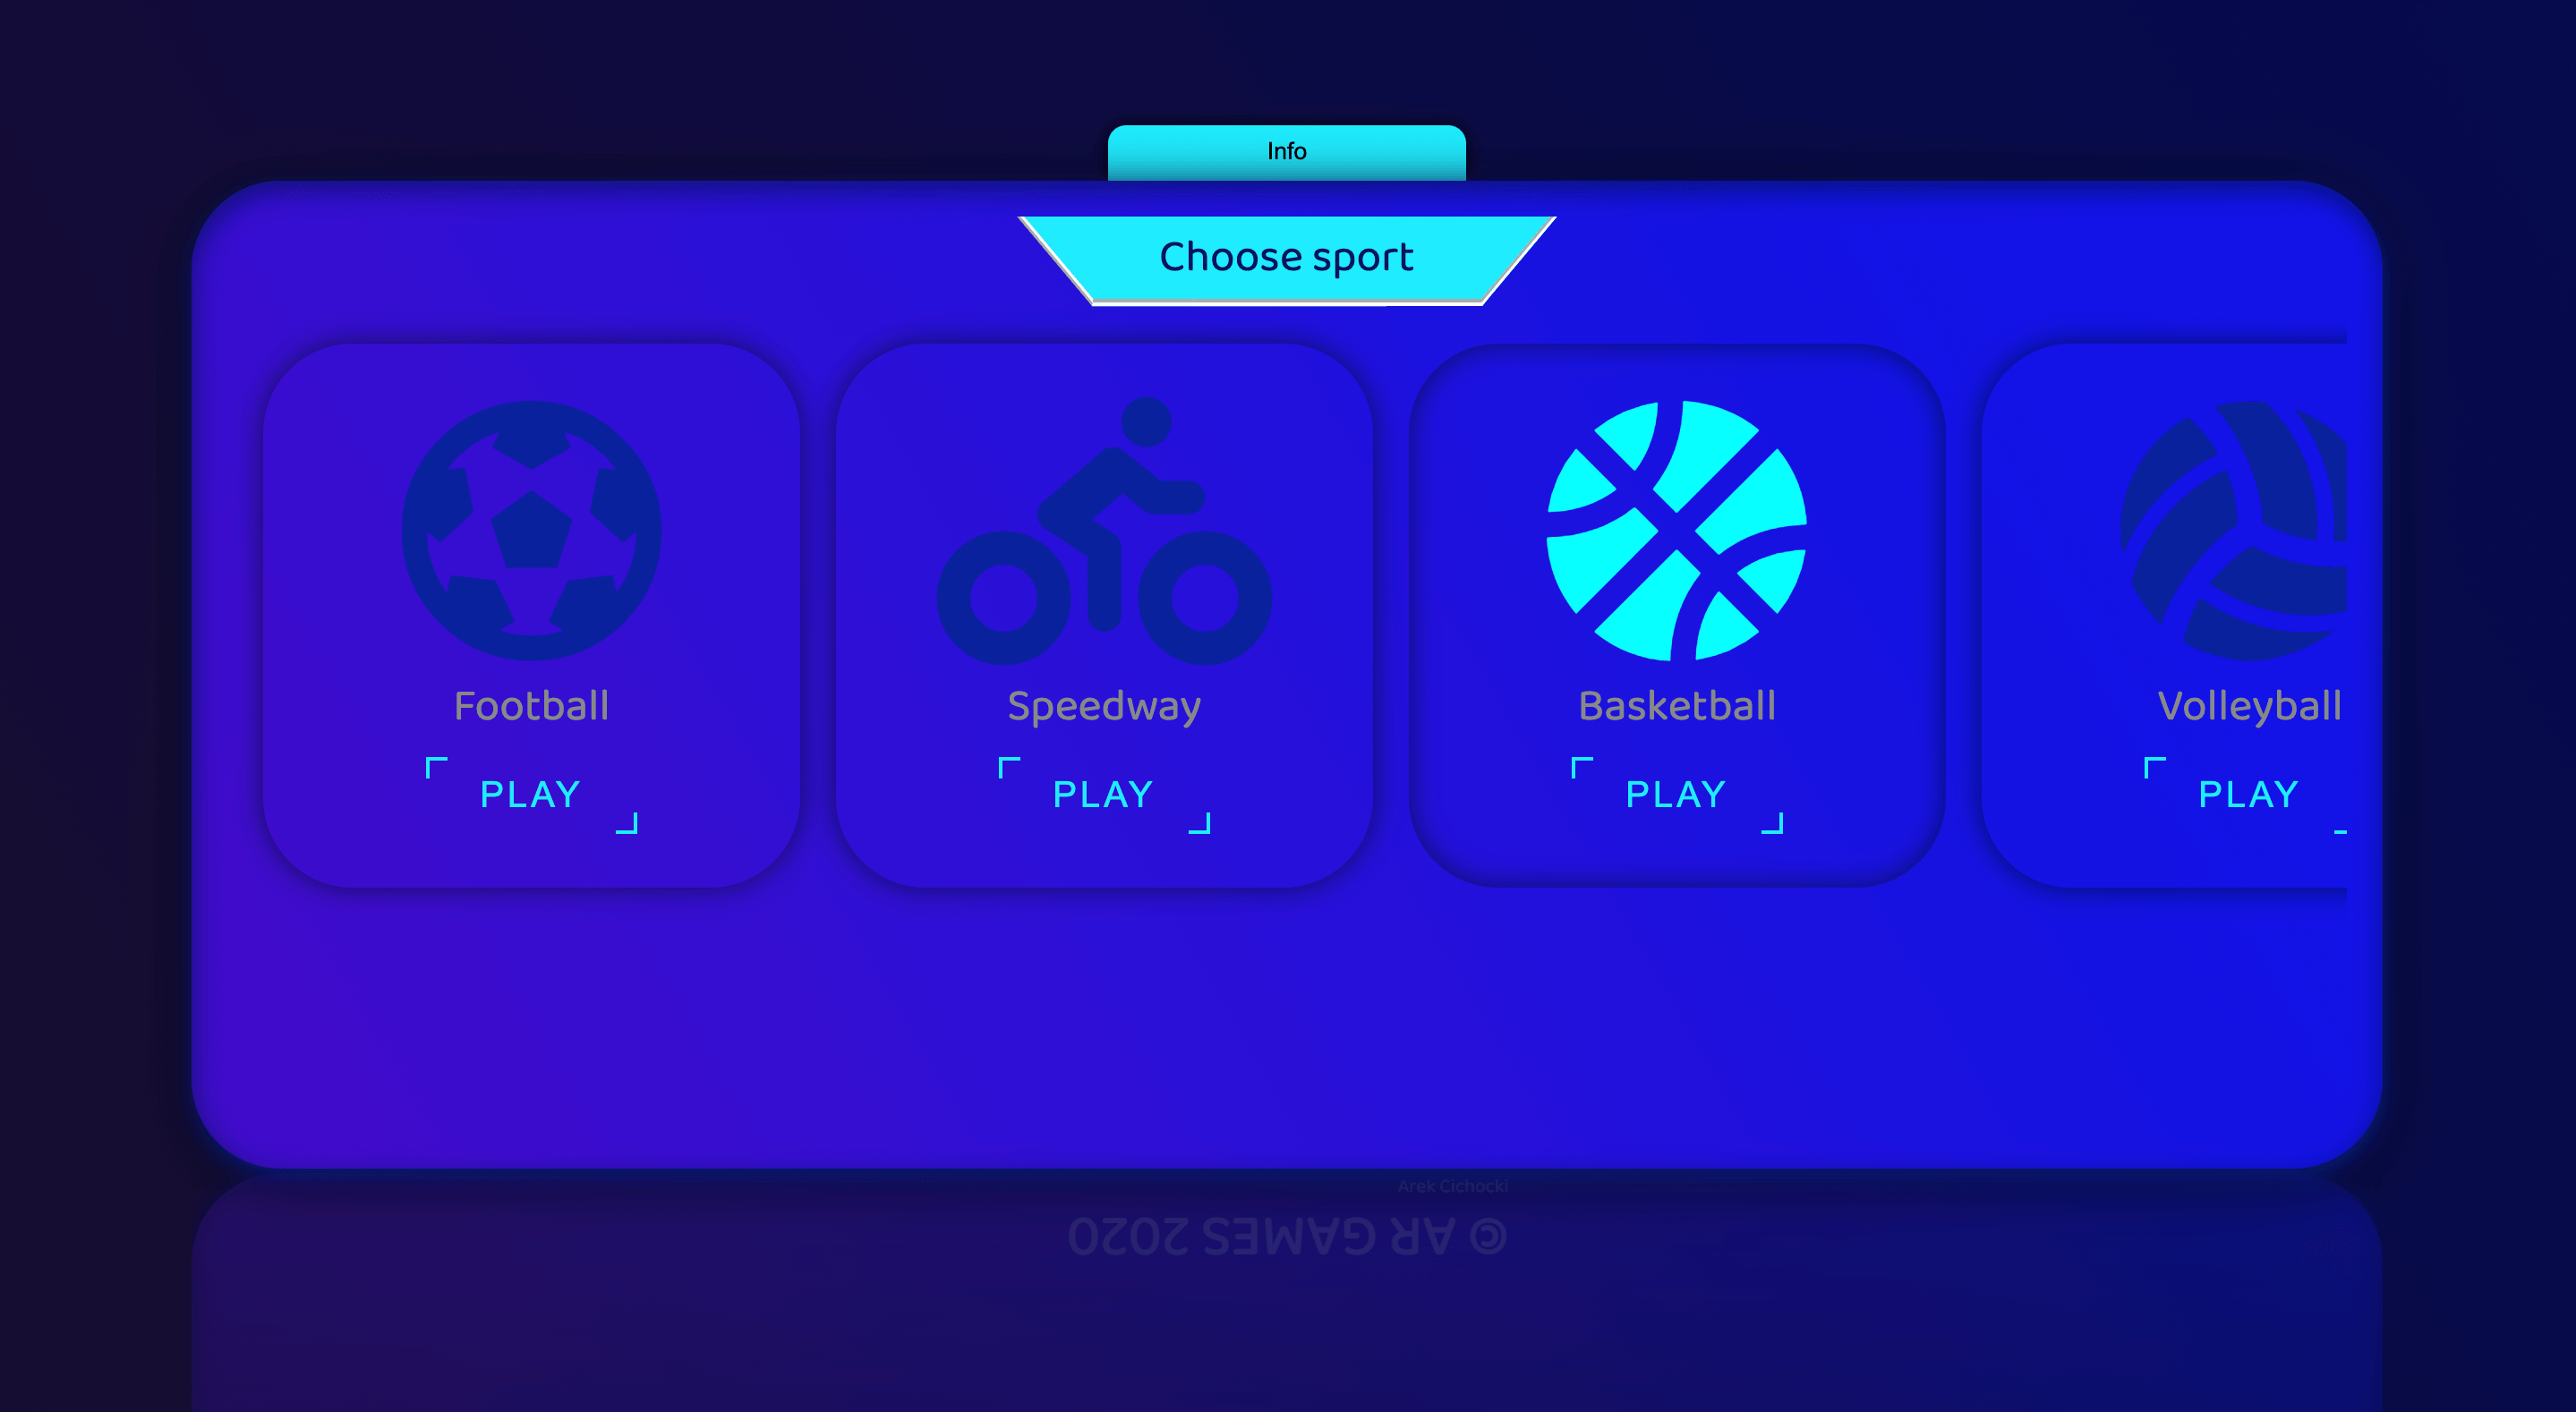 Info
Choose sport
Football
Speedway
Basketball
Volleyball
PLAY
PLAY
PLAY
PLAY
Arek Cichocki
© AR GAMES 2020